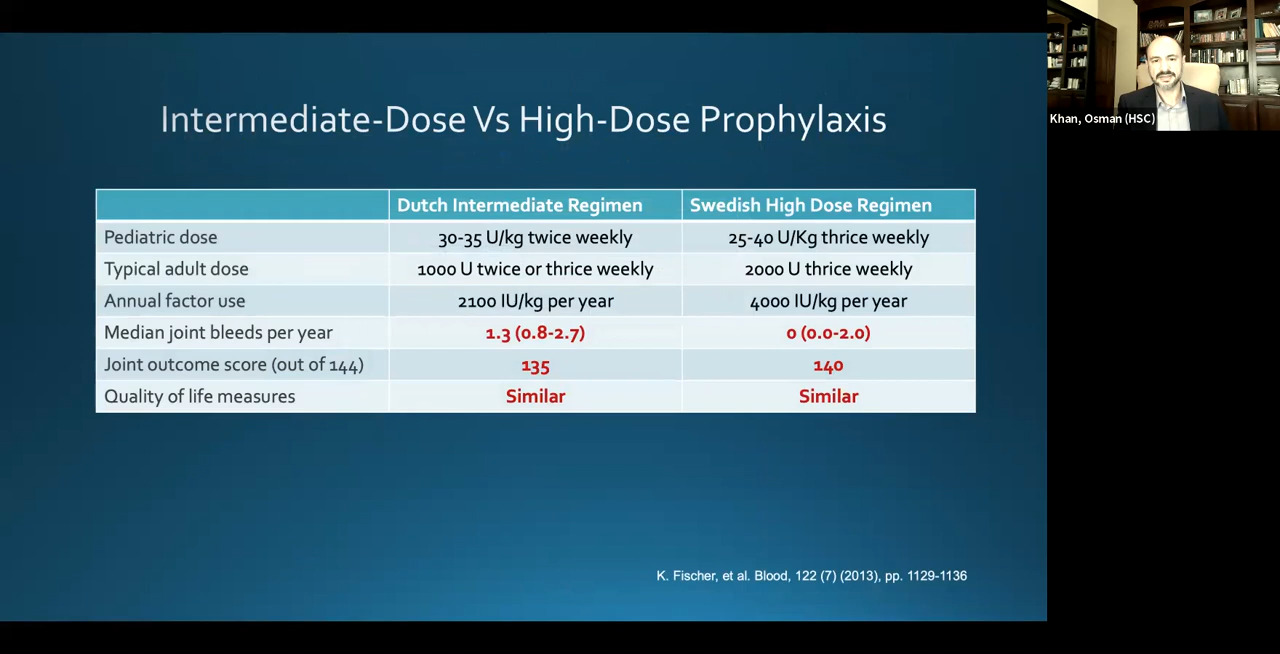 Intermediate-Dose Vs High-Dose Prophylaxis
Khan, Osman (HSC)
Dutch Intermediate Regimen Swedish High Dose Regimen
Pediatric dose 30-35 U/kg twice weekly 25-40 U/Kg thrice weekly
Typical adult dose 1000 U twice or thrice weekly 2000 U thrice weekly
Annual factor use 2100 IU/kg per year 4000 IU/kg per year
Median joint bleeds per year 1.3 (0.8-2.7) 0 (0.0-2.0)
Joint outcome score (out of 144) 135 140
Quality of life measures Similar Similar
K. Fischer, et al. Blood, 122 (7) (2013), pp. 1129-1136